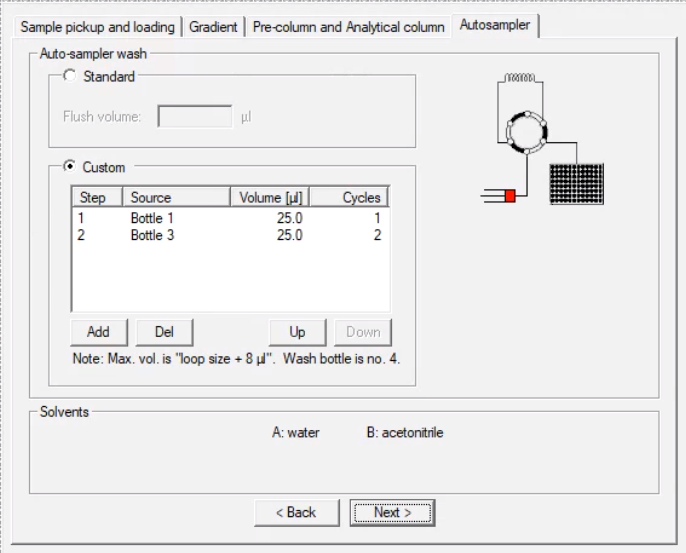 Sample pickup and loading Gradient Pre-column and Analytical column Autosampler
Auto-sampler wash
Standard
Flush volume: µl
Custom
Step Source Volume [µl] Cycles
1 Bottle 1 25.0 1
2 Bottle 3 25.0 2
Add Del Up Down
Note: Max. vol. is "loop size + 8 µl". Wash bottle is no. 4.
Solvents
A: water B: acetonitrile
< Back Next >